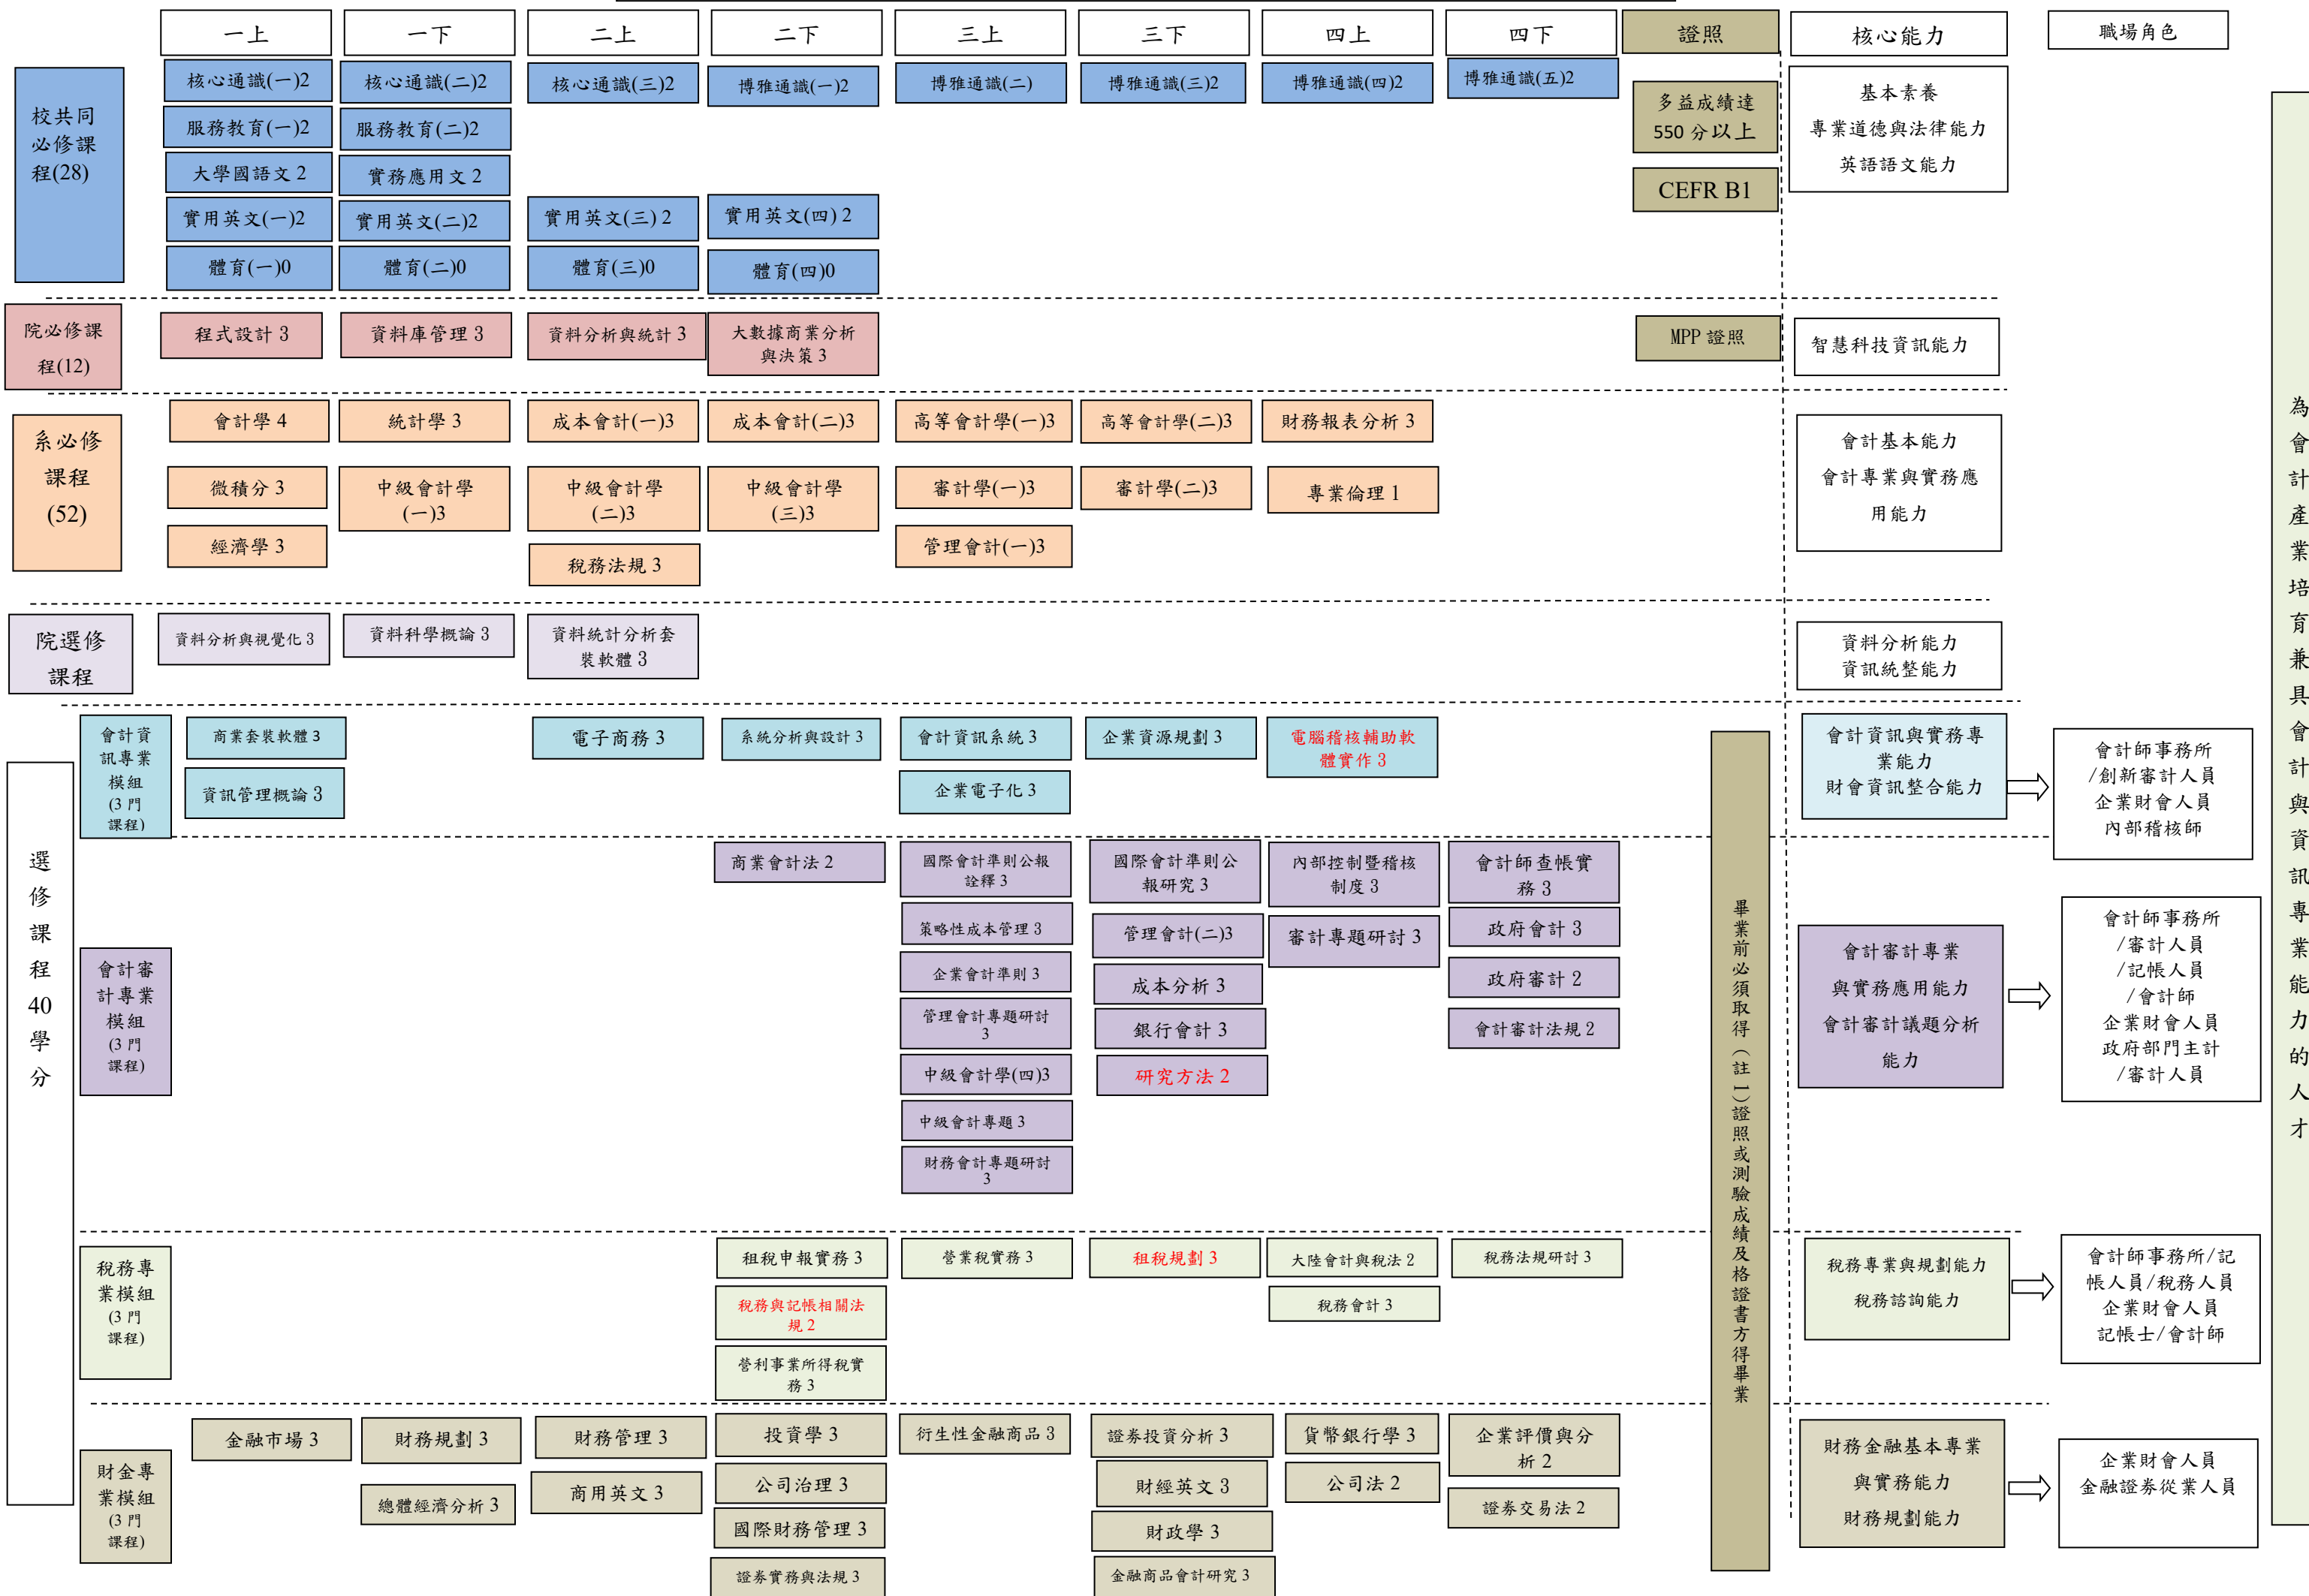 一上
一下
二上
二下
三上
三下
四上
四下
證照
核心能力
職場角色
校共同
必修課
程(28)
核心通識(一)2
核心通識(二)2
核心通識(三)2
博雅通識(一)2
博雅通識(二)
博雅通識(三)2
博雅通識(四)2
博雅通識(五)2
服務教育(一)2
服務教育(二)2
大學國語文 2
實務應用文 2
實用英文(一)2
實用英文(二)2
實用英文(三) 2
實用英文(四) 2
體育(一)0
體育(二)0
體育(三)0
體育(四)0
多益成績達
550 分以上
CEFR B1
基本素養
專業道德與法律能力
英語語文能力
院必修課
程(12)
程式設計 3
資料庫管理 3
資料分析與統計 3
大數據商業分析
與決策 3
MPP 證照
智慧科技資訊能力
系必修
課程
(52)
會計學 4
統計學 3
成本會計(一)3
成本會計(二)3
高等會計學(一)3
高等會計學(二)3
財務報表分析 3
微積分 3
中級會計學
(一)3
中級會計學
(二)3
中級會計學
(三)3
審計學(一)3
審計學(二)3
專業倫理 1
經濟學 3
稅務法規 3
管理會計(一)3
會計基本能力
會計專業與實務應
用能力
院選修
課程
資料分析與視覺化 3
資料科學概論 3
資料統計分析套
裝軟體 3
資料分析能力
資訊統整能力
選修課程40學分
會計資
訊專業
模組
(3 門
課程)
商業套裝軟體 3
資訊管理概論 3
電子商務 3
系統分析與設計 3
會計資訊系統 3
企業電子化 3
企業資源規劃 3
電腦稽核輔助軟
體實作 3
會計資訊與實務專
業能力
財會資訊整合能力
會計師事務所
/創新審計人員
企業財會人員
內部稽核師
會計審
計專業
模組
(3 門
課程)
商業會計法 2
國際會計準則公報
詮釋 3
策略性成本管理 3
企業會計準則 3
管理會計專題研討
3
中級會計學(四)3
中級會計專題 3
財務會計專題研討
3
國際會計準則公
報研究 3
管理會計(二)3
成本分析 3
銀行會計 3
研究方法 2
內部控制暨稽核
制度 3
審計專題研討 3
會計師查帳實
務 3
政府會計 3
政府審計 2
會計審計法規 2
會計審計專業
與實務應用能力
會計審計議題分析
能力
會計師事務所
/審計人員
/記帳人員
/會計師
企業財會人員
政府部門主計
/審計人員
稅務專
業模組
(3 門
課程)
租稅申報實務 3
稅務與記帳相關法
規 2
營利事業所得稅實
務 3
營業稅實務 3
租稅規劃 3
大陸會計與稅法 2
稅務會計 3
稅務法規研討 3
稅務專業與規劃能力
稅務諮詢能力
會計師事務所/記
帳人員/稅務人員
企業財會人員
記帳士/會計師
財金專
業模組
(3 門
課程)
金融市場 3
財務規劃 3
總體經濟分析 3
財務管理 3
商用英文 3
投資學 3
公司治理 3
國際財務管理 3
證券實務與法規 3
衍生性金融商品 3
證券投資分析 3
財經英文 3
財政學 3
金融商品會計研究 3
貨幣銀行學 3
公司法 2
企業評價與分
析 2
證券交易法 2
財務金融基本專業
與實務能力
財務規劃能力
企業財會人員
金融證券從業人員
畢業前必須取得（註1）證照或測驗成績及格證書方得畢業
為會計產業培育兼具會計與資訊專業能力的人才